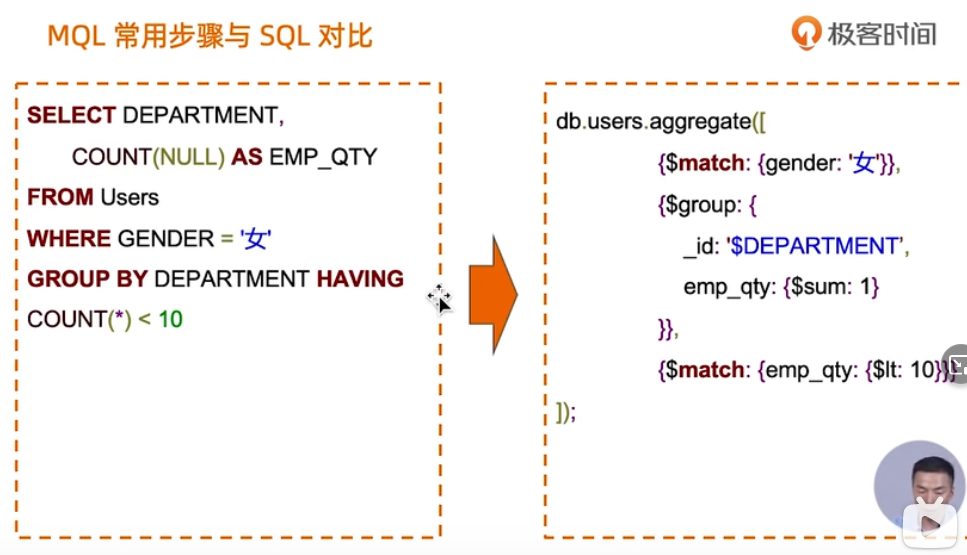 MQL 常用步骤与 SQL 对比
极客时间
SELECT DEPARTMENT,
COUNT(NULL) AS EMP_QTY
FROM Users
WHERE GENDER = '女'
GROUP BY DEPARTMENT HAVING
COUNT(*) < 10
db.users.aggregate([
{$match: {gender: '女'}},
{$group: {
_id: '$DEPARTMENT',
emp_qty: {$sum: 1}
}},
{$match: {emp_qty: {$lt: 10}}}
]);